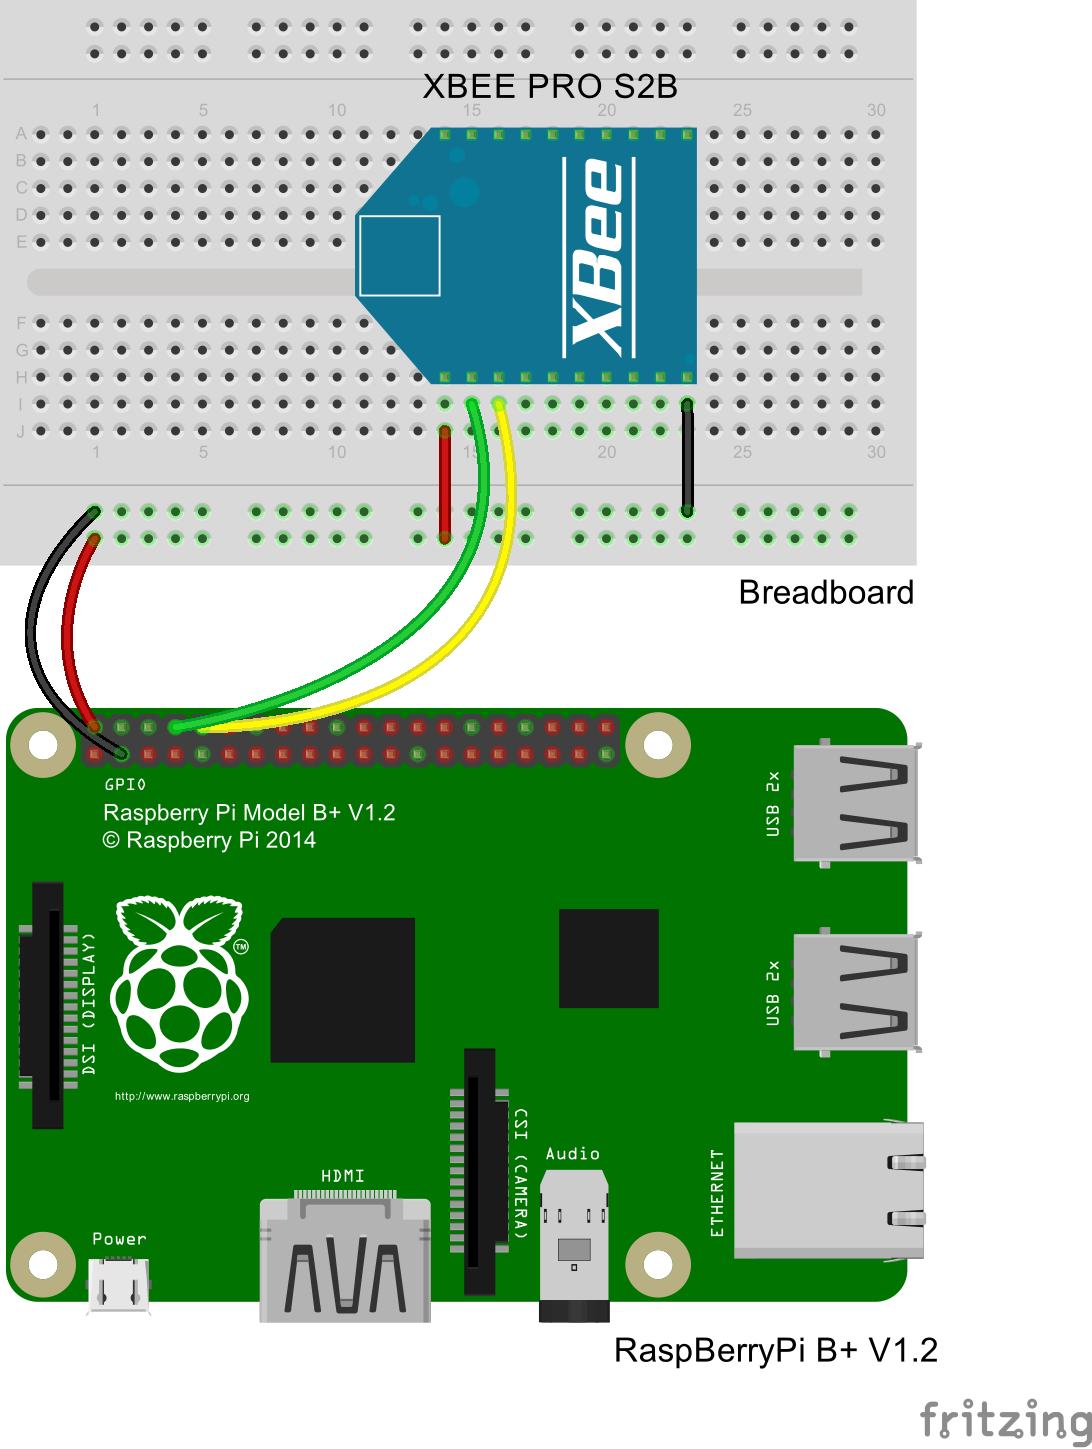 XBEE PRO S2B
1 5 10 15 20 25 30
A
B
C
D
E
XBee
F
G
H
I
J
1 5 10 15 20 25 30
Breadboard
GPIO
Raspberry Pi Model B+ V1.2
© Raspberry Pi 2014
USB 2x
TM
DSI (DISPLAY)
USB 2x
http://www.raspberrypi.org
CSI (CAMERA)
Audio
HDMI
ETHERNET
Power
RaspBerryPi B+ V1.2
fritzing